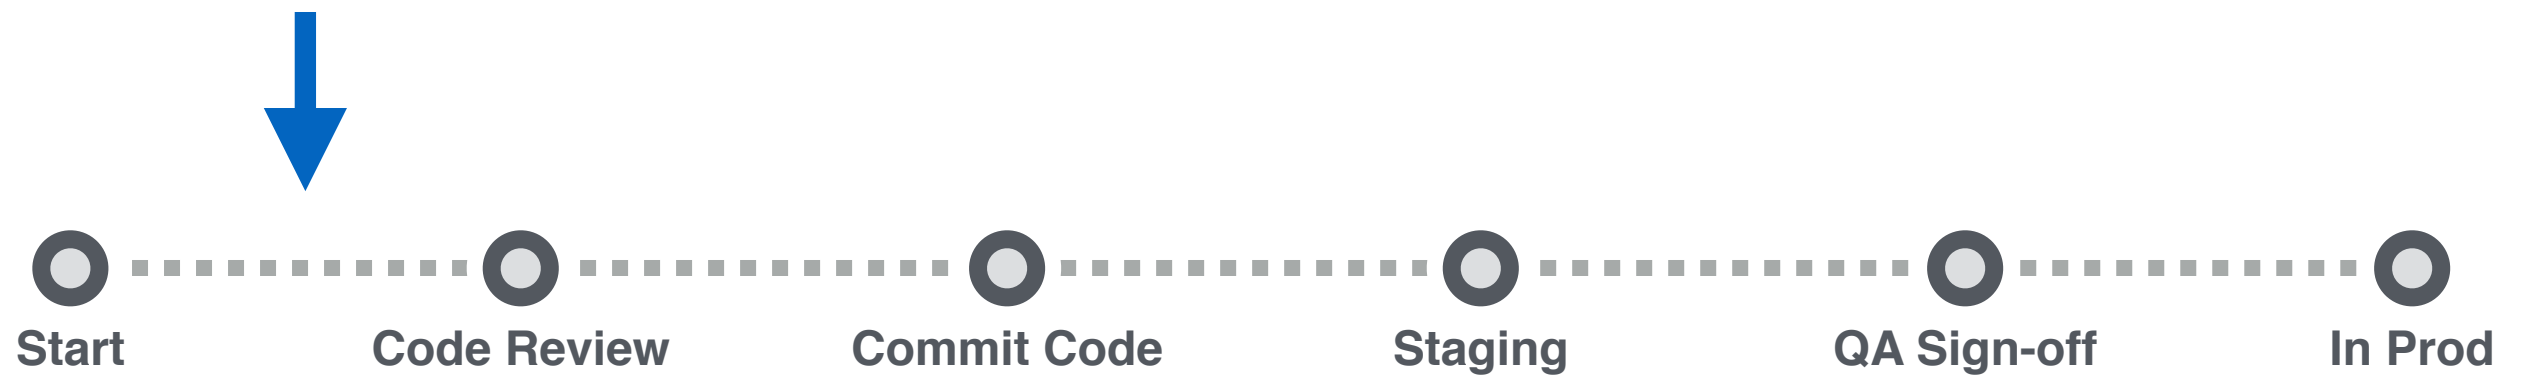 Start
Code Review
Commit Code
Staging
QA Sign-off
In Prod